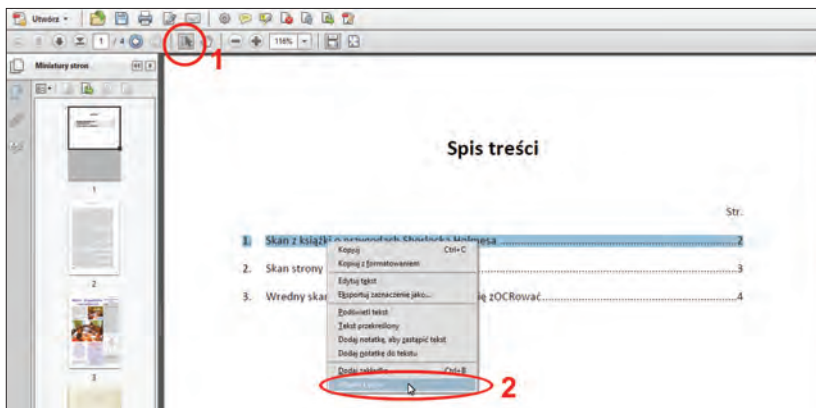 Utwórz
1 / 4
116%
1
Miniatury stron
1
2
3
Spis treści
Str.
1. Skan z książki o przygodach Sherlocka Holmesa 2
2. Skan strony 3
3. Wredny skan ię zOCRować 4
Kopiuj Ctrl+C
Kopiuj z formatowaniem
Edytuj tekst
Eksportuj zaznaczenie jako...
Podświetl tekst
Tekst przekreślony
Dodaj notatkę, aby zastąpić tekst
Dodaj notatkę do tekstu
Dodaj zakładkę Ctrl+B
2